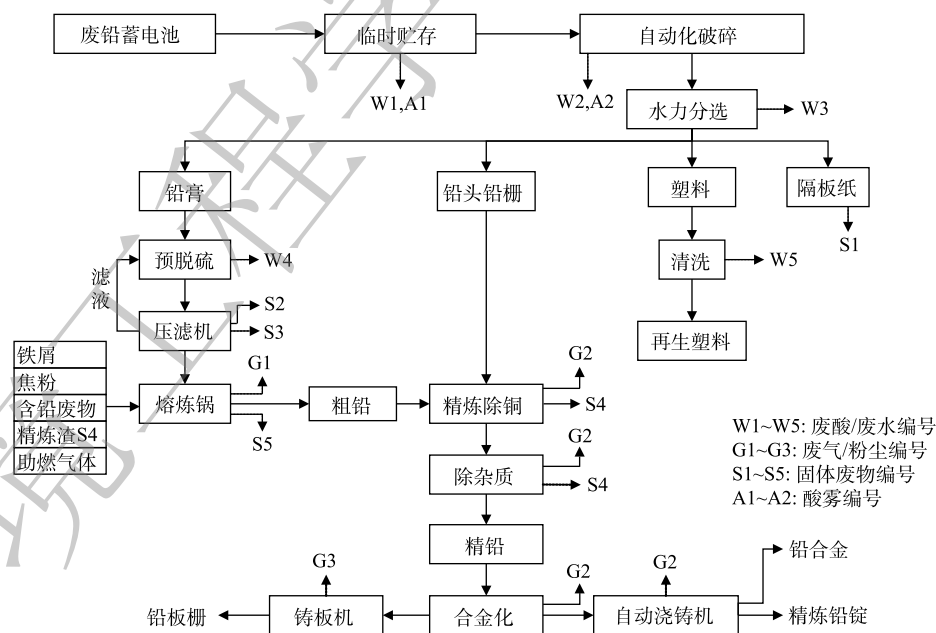 废铅蓄电池
临时贮存
自动化破碎
W1,A1
W2,A2
水力分选
W3
铅膏
铅头铅栅
塑料
隔板纸
S1
预脱硫
W4
清洗
W5
滤液
S2
压滤机
S3
再生塑料
铁屑
焦粉
含铅废物
精炼渣S4
助燃气体
G1
熔炼锅
S5
粗铅
G2
精炼除铜
S4
G2
除杂质
S4
精铅
W1~W5: 废酸/废水编号
G1~G3: 废气/粉尘编号
S1~S5: 固体废物编号
A1~A2: 酸雾编号
G3
G2
G2
铅合金
铅板栅
铸板机
合金化
自动浇铸机
精炼铅锭
境工程学